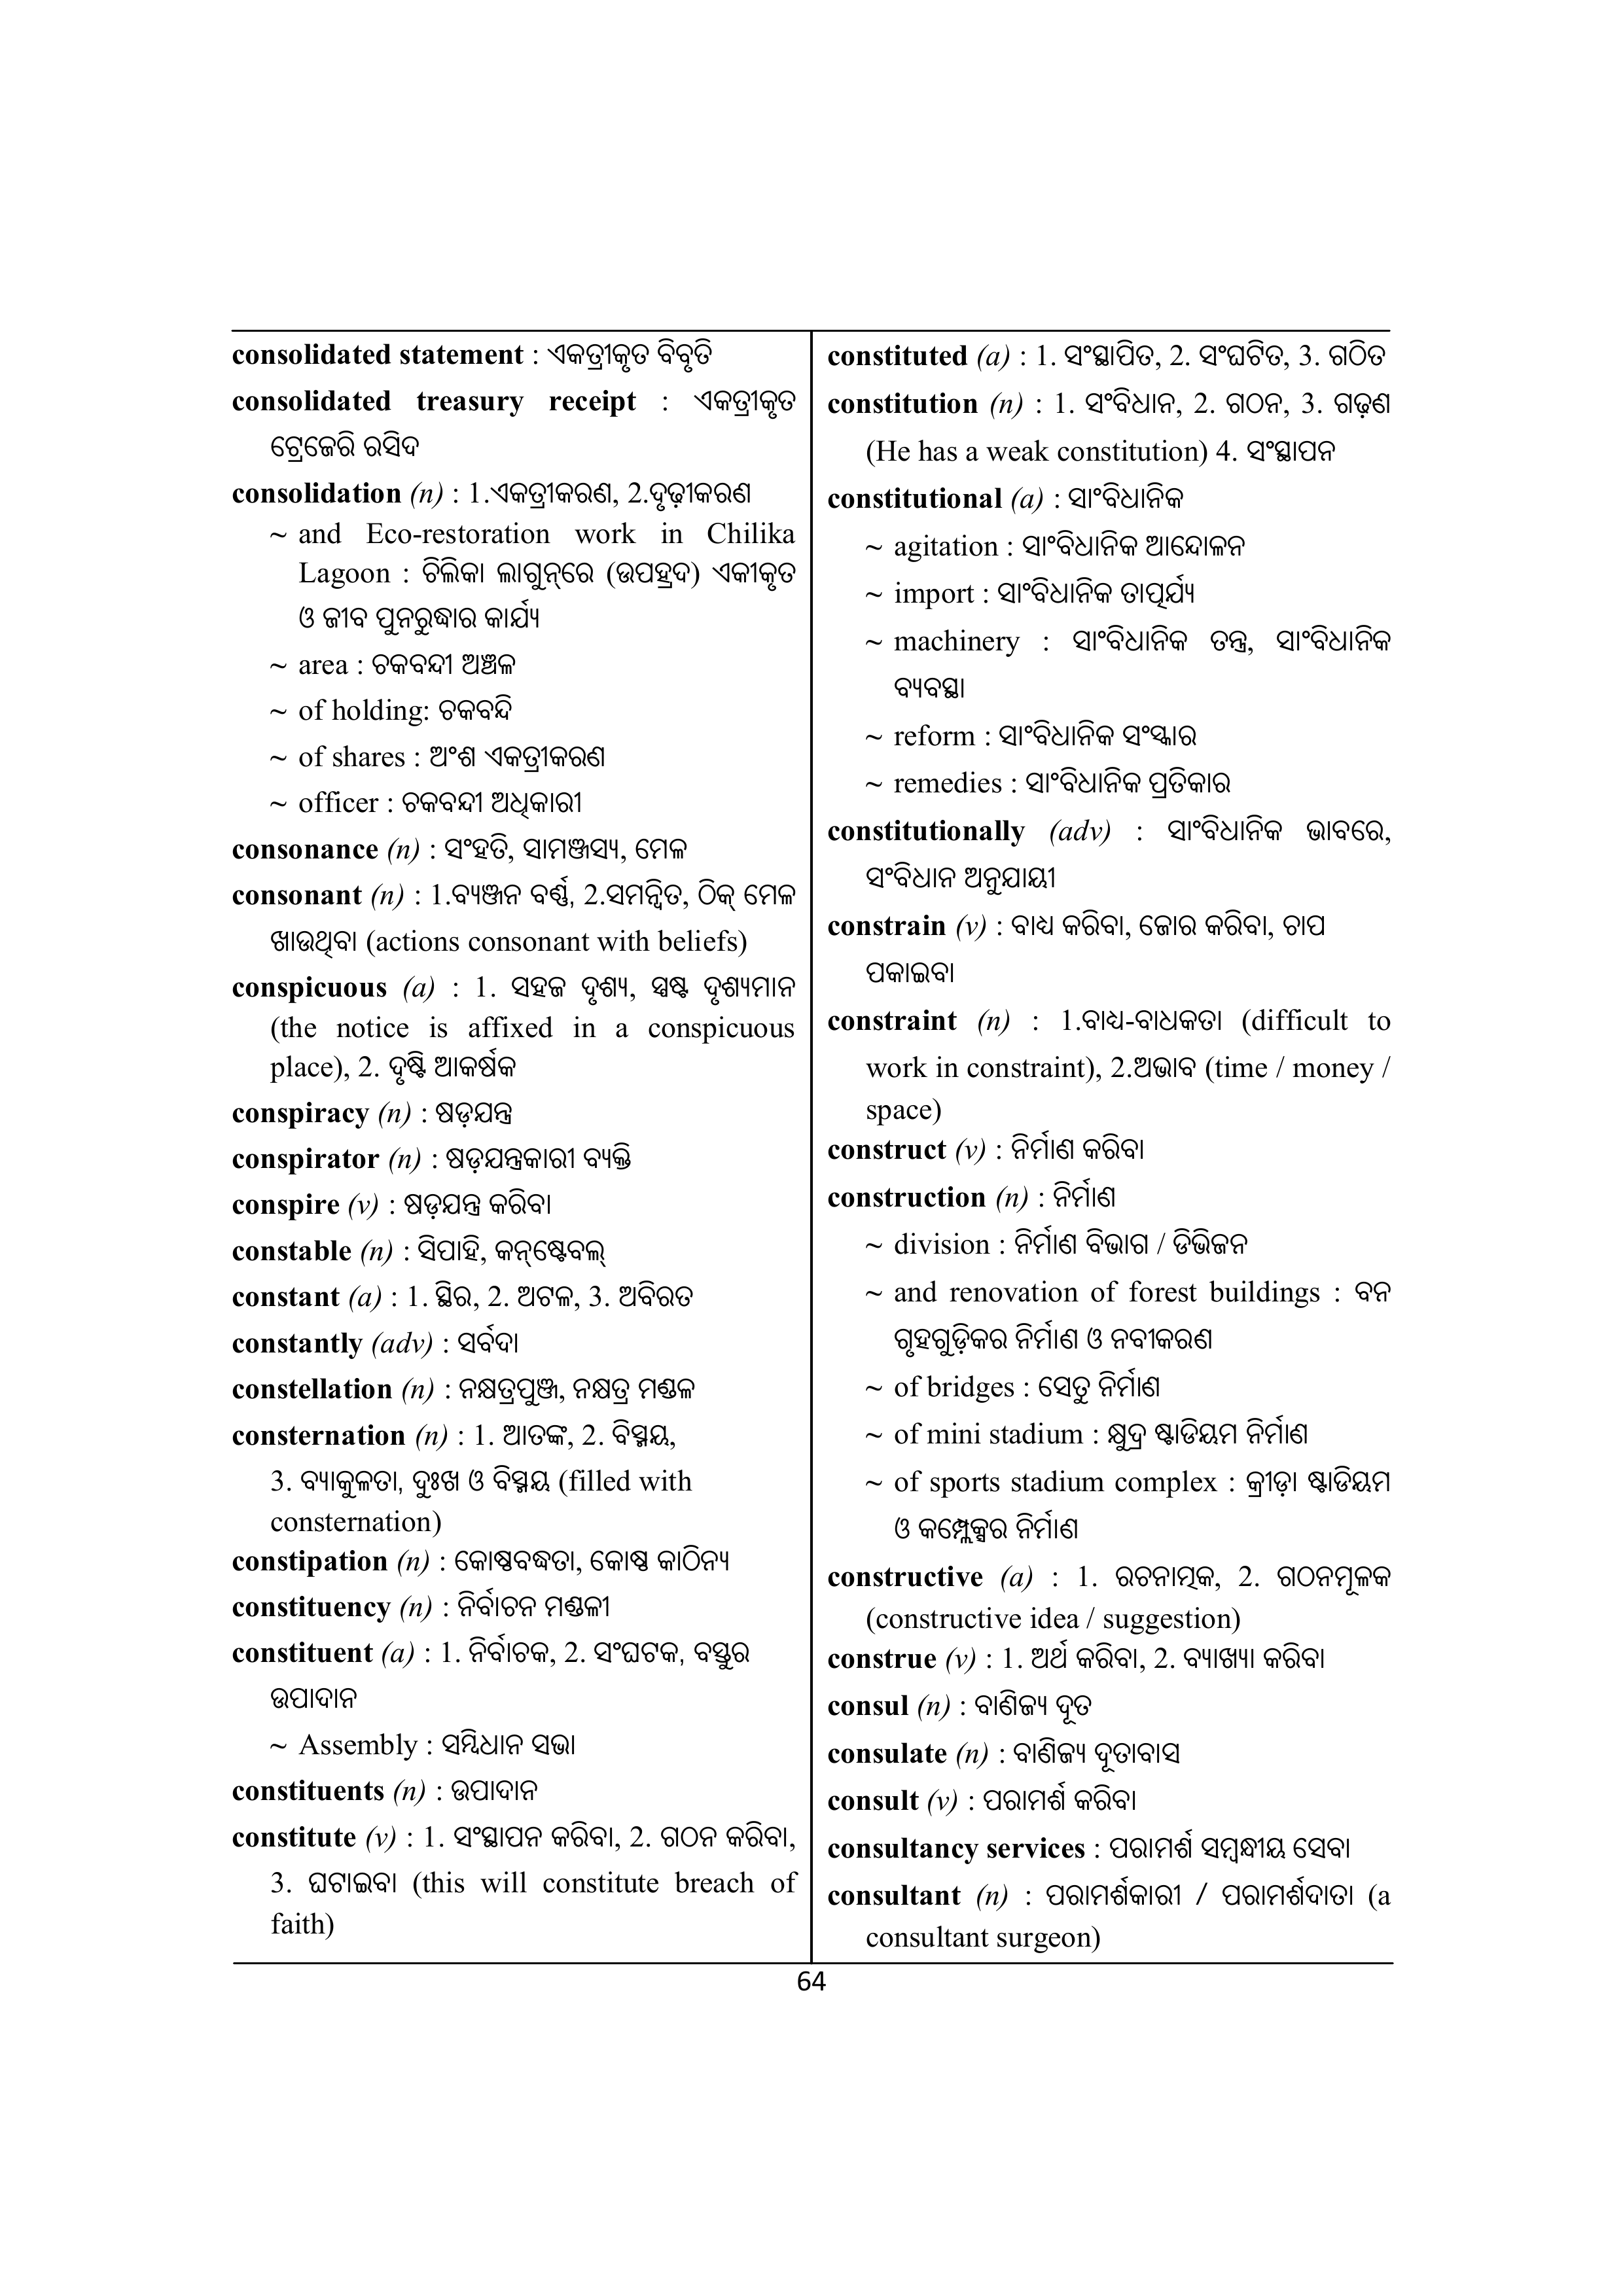 consolidated statement : ଏକତ୍ରୀକୃତ ବିବୃତି
consolidated treasury receipt : ଏକତ୍ରୀକୃତ
ଟ୍ରେଜେରି ରସିଦ
consolidation (n) : 1.ଏକତ୍ରୀକରଣ, 2.ଦୃଢ଼ୀକରଣ
~ and Eco-restoration work in Chilika
Lagoon : ଚିଲିକା ଲାଗୁନ୍‌ରେ (ଉପହ୍ରଦ) ଏକୀକୃତ
ଓ ଜୀବ ପୁନରୁଦ୍ଧାର କାର୍ଯ୍ୟ
~ area : ଚକବନ୍ଦୀ ଅଞ୍ଚଳ
~ of holding: ଚକବନ୍ଦି
~ of shares : ଅଂଶ ଏକତ୍ରୀକରଣ
~ officer : ଚକବନ୍ଦୀ ଅଧିକାରୀ
consonance (n) : ସଂହତି, ସାମଞ୍ଜସ୍ୟ, ମେଳ
consonant (n) : 1.ବ୍ୟଞ୍ଜନ ବର୍ଣ୍ଣ, 2.ସମନ୍ୱିତ, ଠିକ୍ ମେଳ
ଖାଉଥିବା (actions consonant with beliefs)
conspicuous (a) : 1. ସହଜ ଦୃଶ୍ୟ, ସ୍ପଷ୍ଟ ଦୃଶ୍ୟମାନ
(the notice is affixed in a conspicuous
place), 2. ଦୃଷ୍ଟି ଆକର୍ଷକ
conspiracy (n) : ଷଡ଼ଯନ୍ତ୍ର
conspirator (n) : ଷଡ଼ଯନ୍ତ୍ରକାରୀ ବ୍ୟକ୍ତି
conspire (v) : ଷଡ଼ଯନ୍ତ୍ର କରିବା
constable (n) : ସିପାହି, କନ୍‌ଷ୍ଟେବଲ୍
constant (a) : 1. ସ୍ଥିର, 2. ଅଟଳ, 3. ଅବିରତ
constantly (adv) : ସର୍ବଦା
constellation (n) : ନକ୍ଷତ୍ରପୁଞ୍ଜ, ନକ୍ଷତ୍ର ମଣ୍ଡଳ
consternation (n) : 1. ଆତଙ୍କ, 2. ବିସ୍ମୟ,
3. ବ୍ୟାକୁଳତା, ଦୁଃଖ ଓ ବିସ୍ମୟ (filled with
consternation)
constipation (n) : କୋଷ୍ଠବଦ୍ଧତା, କୋଷ୍ଠ କାଠିନ୍ୟ
constituency (n) : ନିର୍ବାଚନ ମଣ୍ଡଳୀ
constituent (a) : 1. ନିର୍ବାଚକ, 2. ସଂଘଟକ, ବସ୍ତୁର
ଉପାଦାନ
~ Assembly : ସମ୍ବିଧାନ ସଭା
constituents (n) : ଉପାଦାନ
constitute (v) : 1. ସଂସ୍ଥାପନ କରିବା, 2. ଗଠନ କରିବା,
3. ଘଟାଇବା (this will constitute breach of
faith)
constituted (a) : 1. ସଂସ୍ଥାପିତ, 2. ସଂଘଟିତ, 3. ଗଠିତ
constitution (n) : 1. ସଂବିଧାନ, 2. ଗଠନ, 3. ଗଢ଼ଣ
(He has a weak constitution) 4. ସଂସ୍ଥାପନ
constitutional (a) : ସାଂବିଧାନିକ
~ agitation : ସାଂବିଧାନିକ ଆନ୍ଦୋଳନ
~ import : ସାଂବିଧାନିକ ତାତ୍ପର୍ଯ୍ୟ
~ machinery : ସାଂବିଧାନିକ ତନ୍ତ୍ର, ସାଂବିଧାନିକ
ବ୍ୟବସ୍ଥା
~ reform : ସାଂବିଧାନିକ ସଂସ୍କାର
~ remedies : ସାଂବିଧାନିକ ପ୍ରତିକାର
constitutionally (adv) : ସାଂବିଧାନିକ ଭାବରେ,
ସଂବିଧାନ ଅନୁଯାୟୀ
constrain (v) : ବାଧ୍ୟ କରିବା, ଜୋର କରିବା, ଚାପ
ପକାଇବା
constraint (n) : 1.ବାଧ୍ୟ-ବାଧକତା (difficult to
work in constraint), 2.ଅଭାବ (time / money /
space)
construct (v) : ନିର୍ମାଣ କରିବା
construction (n) : ନିର୍ମାଣ
~ division : ନିର୍ମାଣ ବିଭାଗ / ଡିଭିଜନ
~ and renovation of forest buildings : ବନ
ଗୃହଗୁଡ଼ିକର ନିର୍ମାଣ ଓ ନବୀକରଣ
~ of bridges : ସେତୁ ନିର୍ମାଣ
~ of mini stadium : କ୍ଷୁଦ୍ର ଷ୍ଟାଡିୟମ ନିର୍ମାଣ
~ of sports stadium complex : କ୍ରୀଡ଼ା ଷ୍ଟାଡିୟମ
ଓ କମ୍ପ୍ଲେକ୍ସର ନିର୍ମାଣ
constructive (a) : 1. ରଚନାତ୍ମକ, 2. ଗଠନମୂଳକ
(constructive idea / suggestion)
construe (v) : 1. ଅର୍ଥ କରିବା, 2. ବ୍ୟାଖ୍ୟା କରିବା
consul (n) : ବାଣିଜ୍ୟ ଦୂତ
consulate (n) : ବାଣିଜ୍ୟ ଦୂତାବାସ
consult (v) : ପରାମର୍ଶ କରିବା
consultancy services : ପରାମର୍ଶ ସମ୍ବନ୍ଧୀୟ ସେବା
consultant (n) : ପରାମର୍ଶକାରୀ / ପରାମର୍ଶଦାତା (a
consultant surgeon)
64